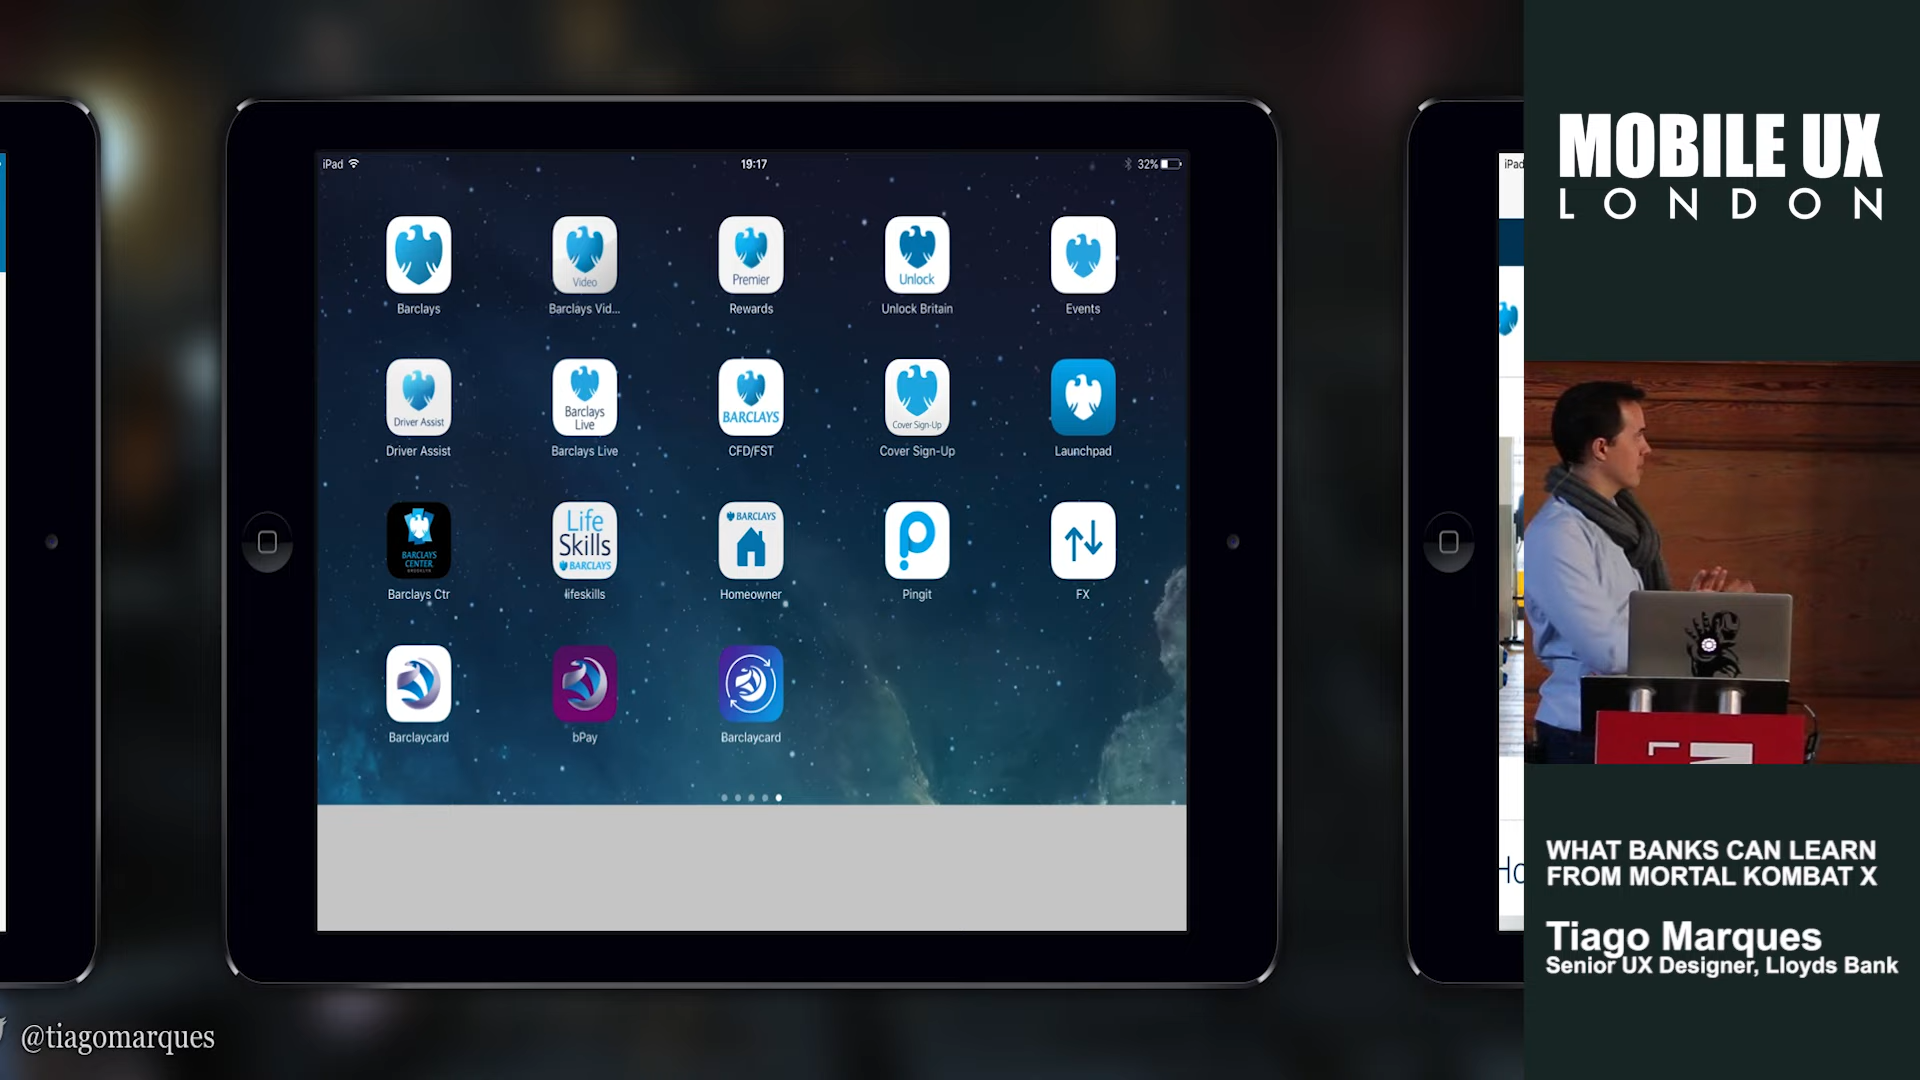 iPad 19:17 32%
Video
Premier
Unlock
Barclays Barclays Vid... Rewards Unlock Britain Events
Driver Assist
Barclays
Live
BARCLAYS
Cover Sign-Up
Driver Assist Barclays Live CFD/FST Cover Sign-Up Launchpad
BARCLAYS
CENTER
BROOKLYN
Life
Skills
BARCLAYS
BARCLAYS
Barclays Ctr lifeskills Homeowner Pingit FX
Barclaycard bPay Barclaycard
iPad
Ho
@tiagomarques
MOBILE UX
LONDON
WHAT BANKS CAN LEARN
FROM MORTAL KOMBAT X
Tiago Marques
Senior UX Designer, Lloyds Bank